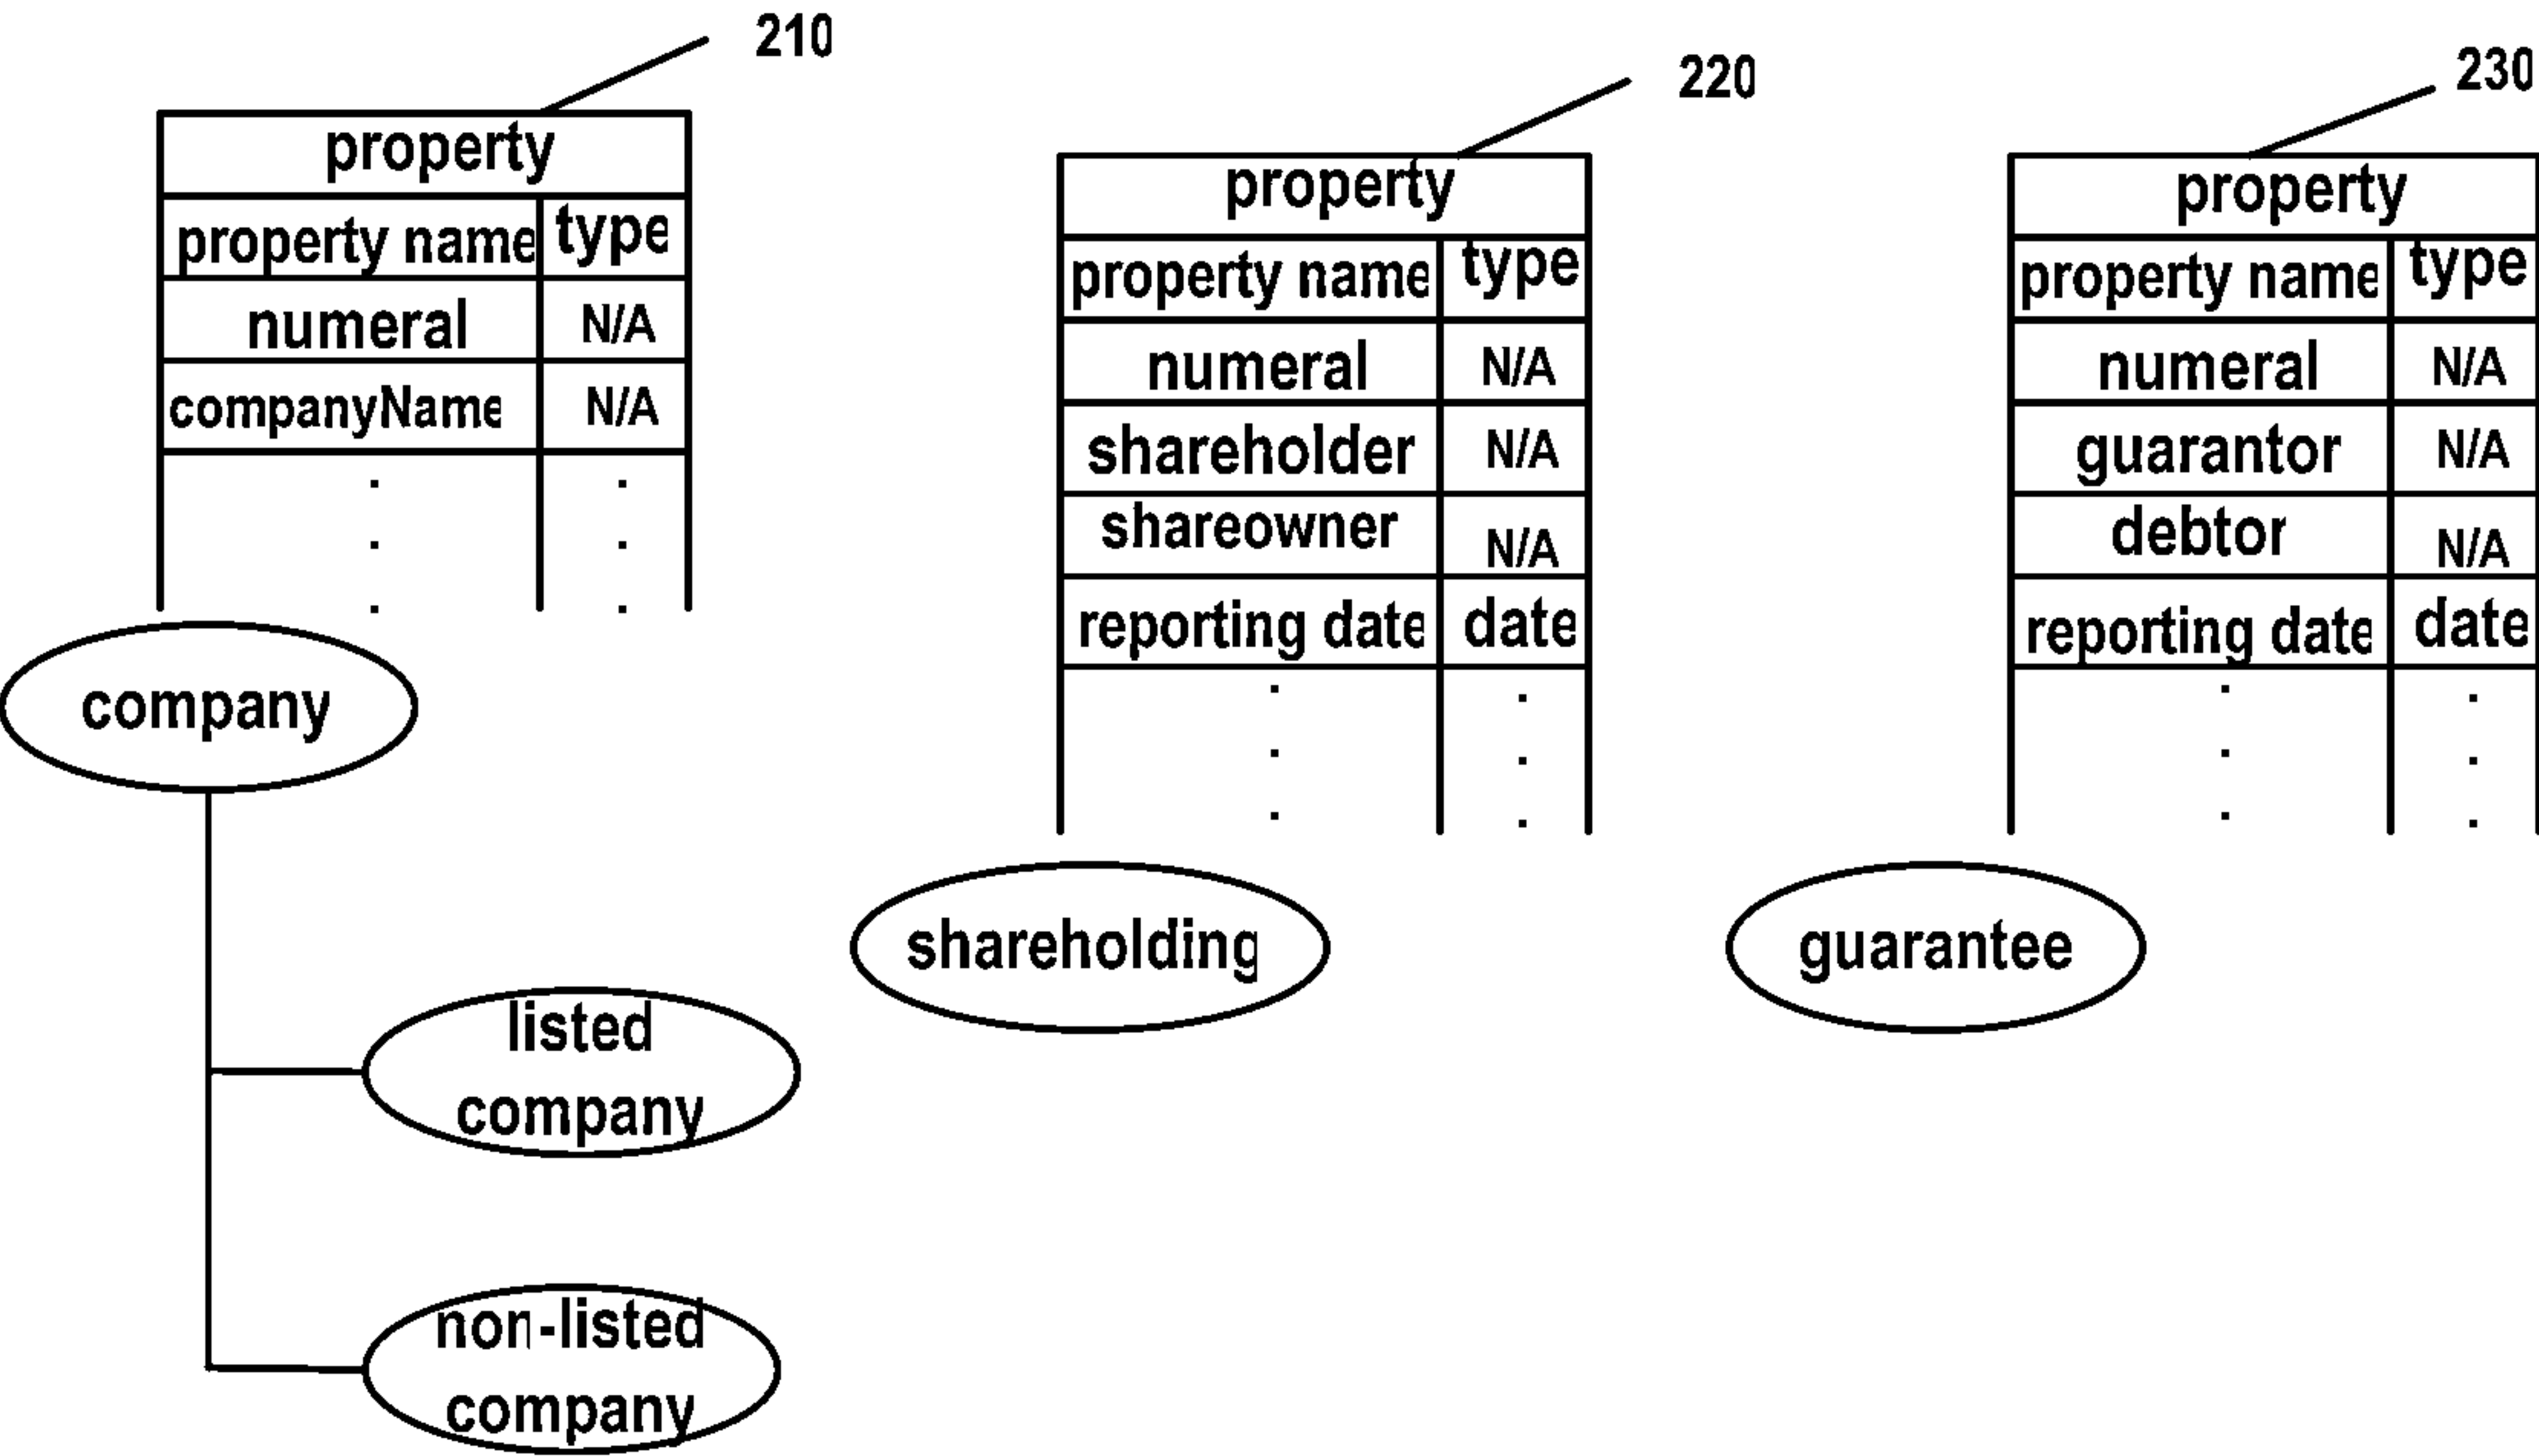 210
property
property name type
numeral N/A
companyName N/A
company
listed
company
non-listed
company
220
property
property name type
numeral N/A
shareholder N/A
shareowner N/A
reporting date date
shareholding
230
property
property name type
numeral N/A
guarantor N/A
debtor N/A
reporting date date
guarantee